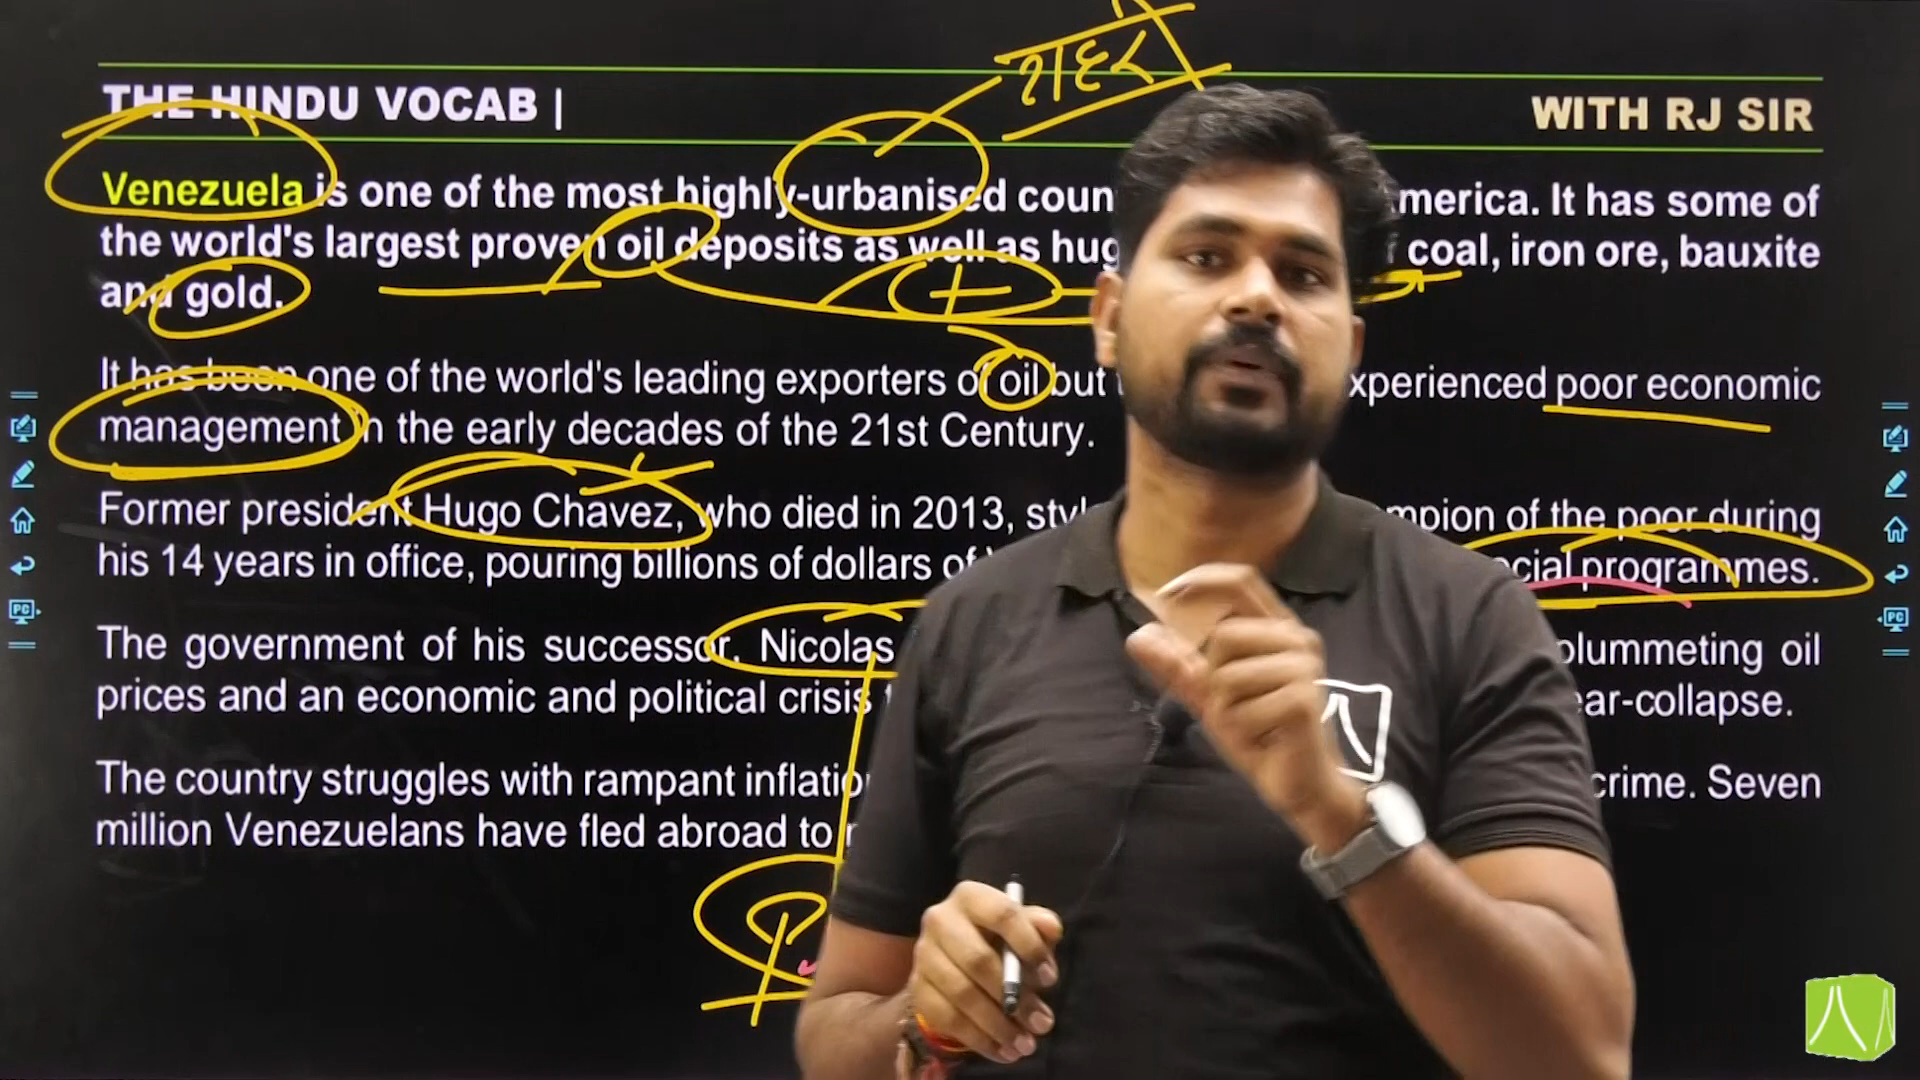 शहर
THE HINDU VOCAB |
WITH RJ SIR
Venezuela is one of the most highly-urbanised coun merica. It has some of
the world's largest proven oil deposits as well as hug coal, iron ore, bauxite
and gold.
It has been one of the world's leading exporters of oil but xperienced poor economic
management in the early decades of the 21st Century.
Former president Hugo Chavez, who died in 2013, styl mpion of the poor during
his 14 years in office, pouring billions of dollars of ocial programmes.
The government of his successor, Nicolas plummeting oil
prices and an economic and political crisis ear-collapse.
The country struggles with rampant inflatio crime. Seven
million Venezuelans have fled abroad to
PC
PC